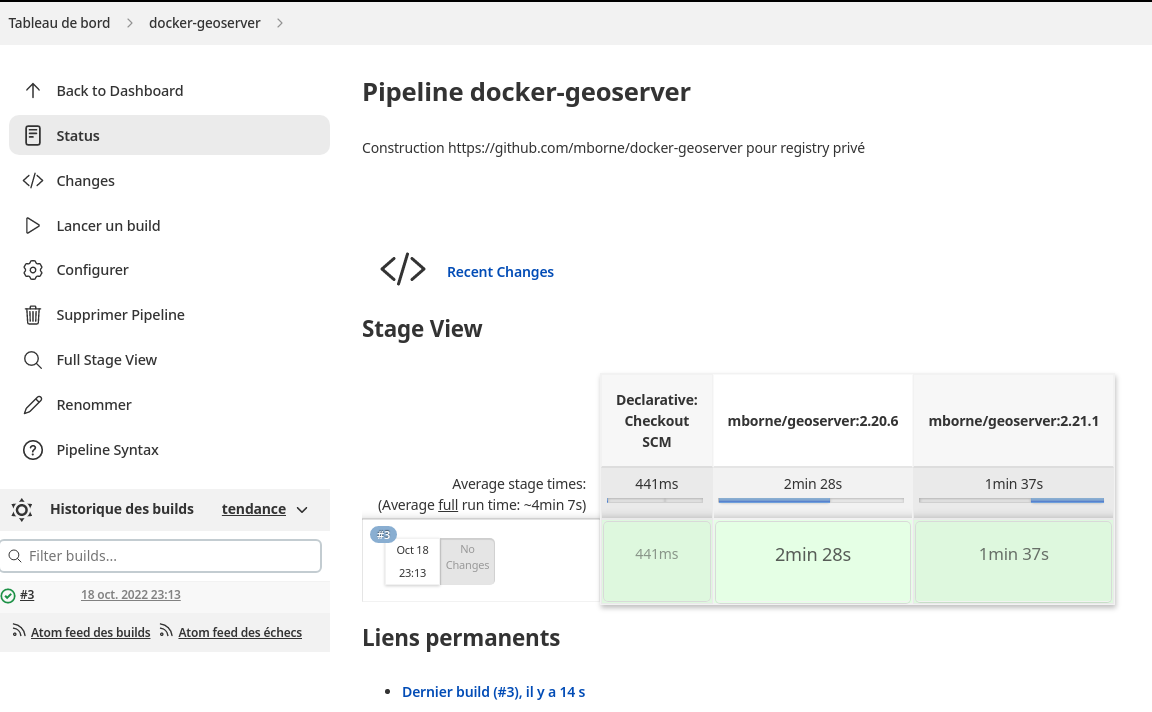 Tableau de bord
docker-geoserver
Back to Dashboard
Status
Changes
Lancer un build
Configurer
Supprimer Pipeline
Full Stage View
Renommer
Pipeline Syntax
Historique des builds tendance
Filter builds...
#3 18 oct. 2022 23:13
Atom feed des builds Atom feed des échecs
Pipeline docker-geoserver
Construction https://github.com/mborne/docker-geoserver pour registry privé
Recent Changes
Stage View
Declarative:
Checkout
SCM
mborne/geoserver:2.20.6
mborne/geoserver:2.21.1
Average stage times:
(Average full run time: ~4min 7s)
441ms
2min 28s
1min 37s
#3
Oct 18
23:13
No
Changes
441ms
2min 28s
1min 37s
Liens permanents
Dernier build (#3), il y a 14 s